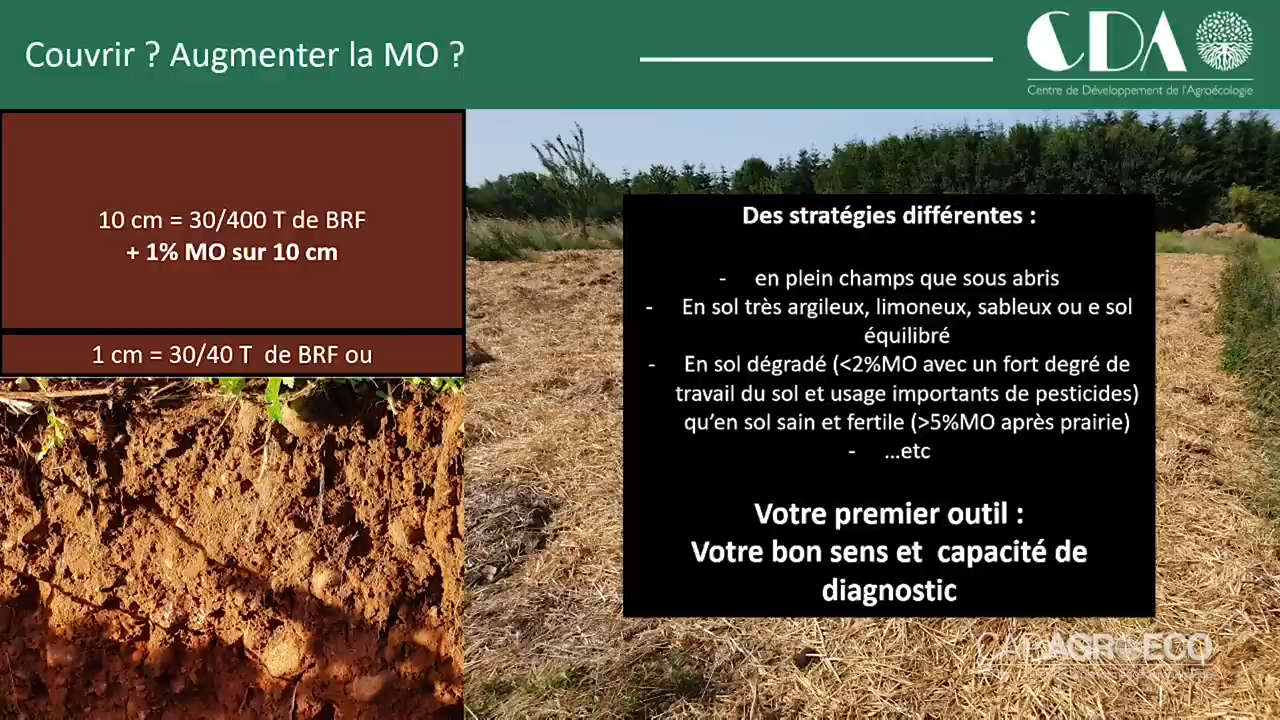 Couvrir ? Augmenter la MO ?
CDA
Centre de Développement de l'Agroécologie
10 cm = 30/400 T de BRF
+ 1% MO sur 10 cm
1 cm = 30/40 T de BRF ou
Des stratégies différentes :
- en plein champs que sous abris
- En sol très argileux, limoneux, sableux ou e sol
équilibré
- En sol dégradé (<2%MO avec un fort degré de
travail du sol et usage importants de pesticides)
qu'en sol sain et fertile (>5%MO après prairie)
- ...etc
Votre premier outil :
Votre bon sens et capacité de
diagnostic
CAP AGROECO